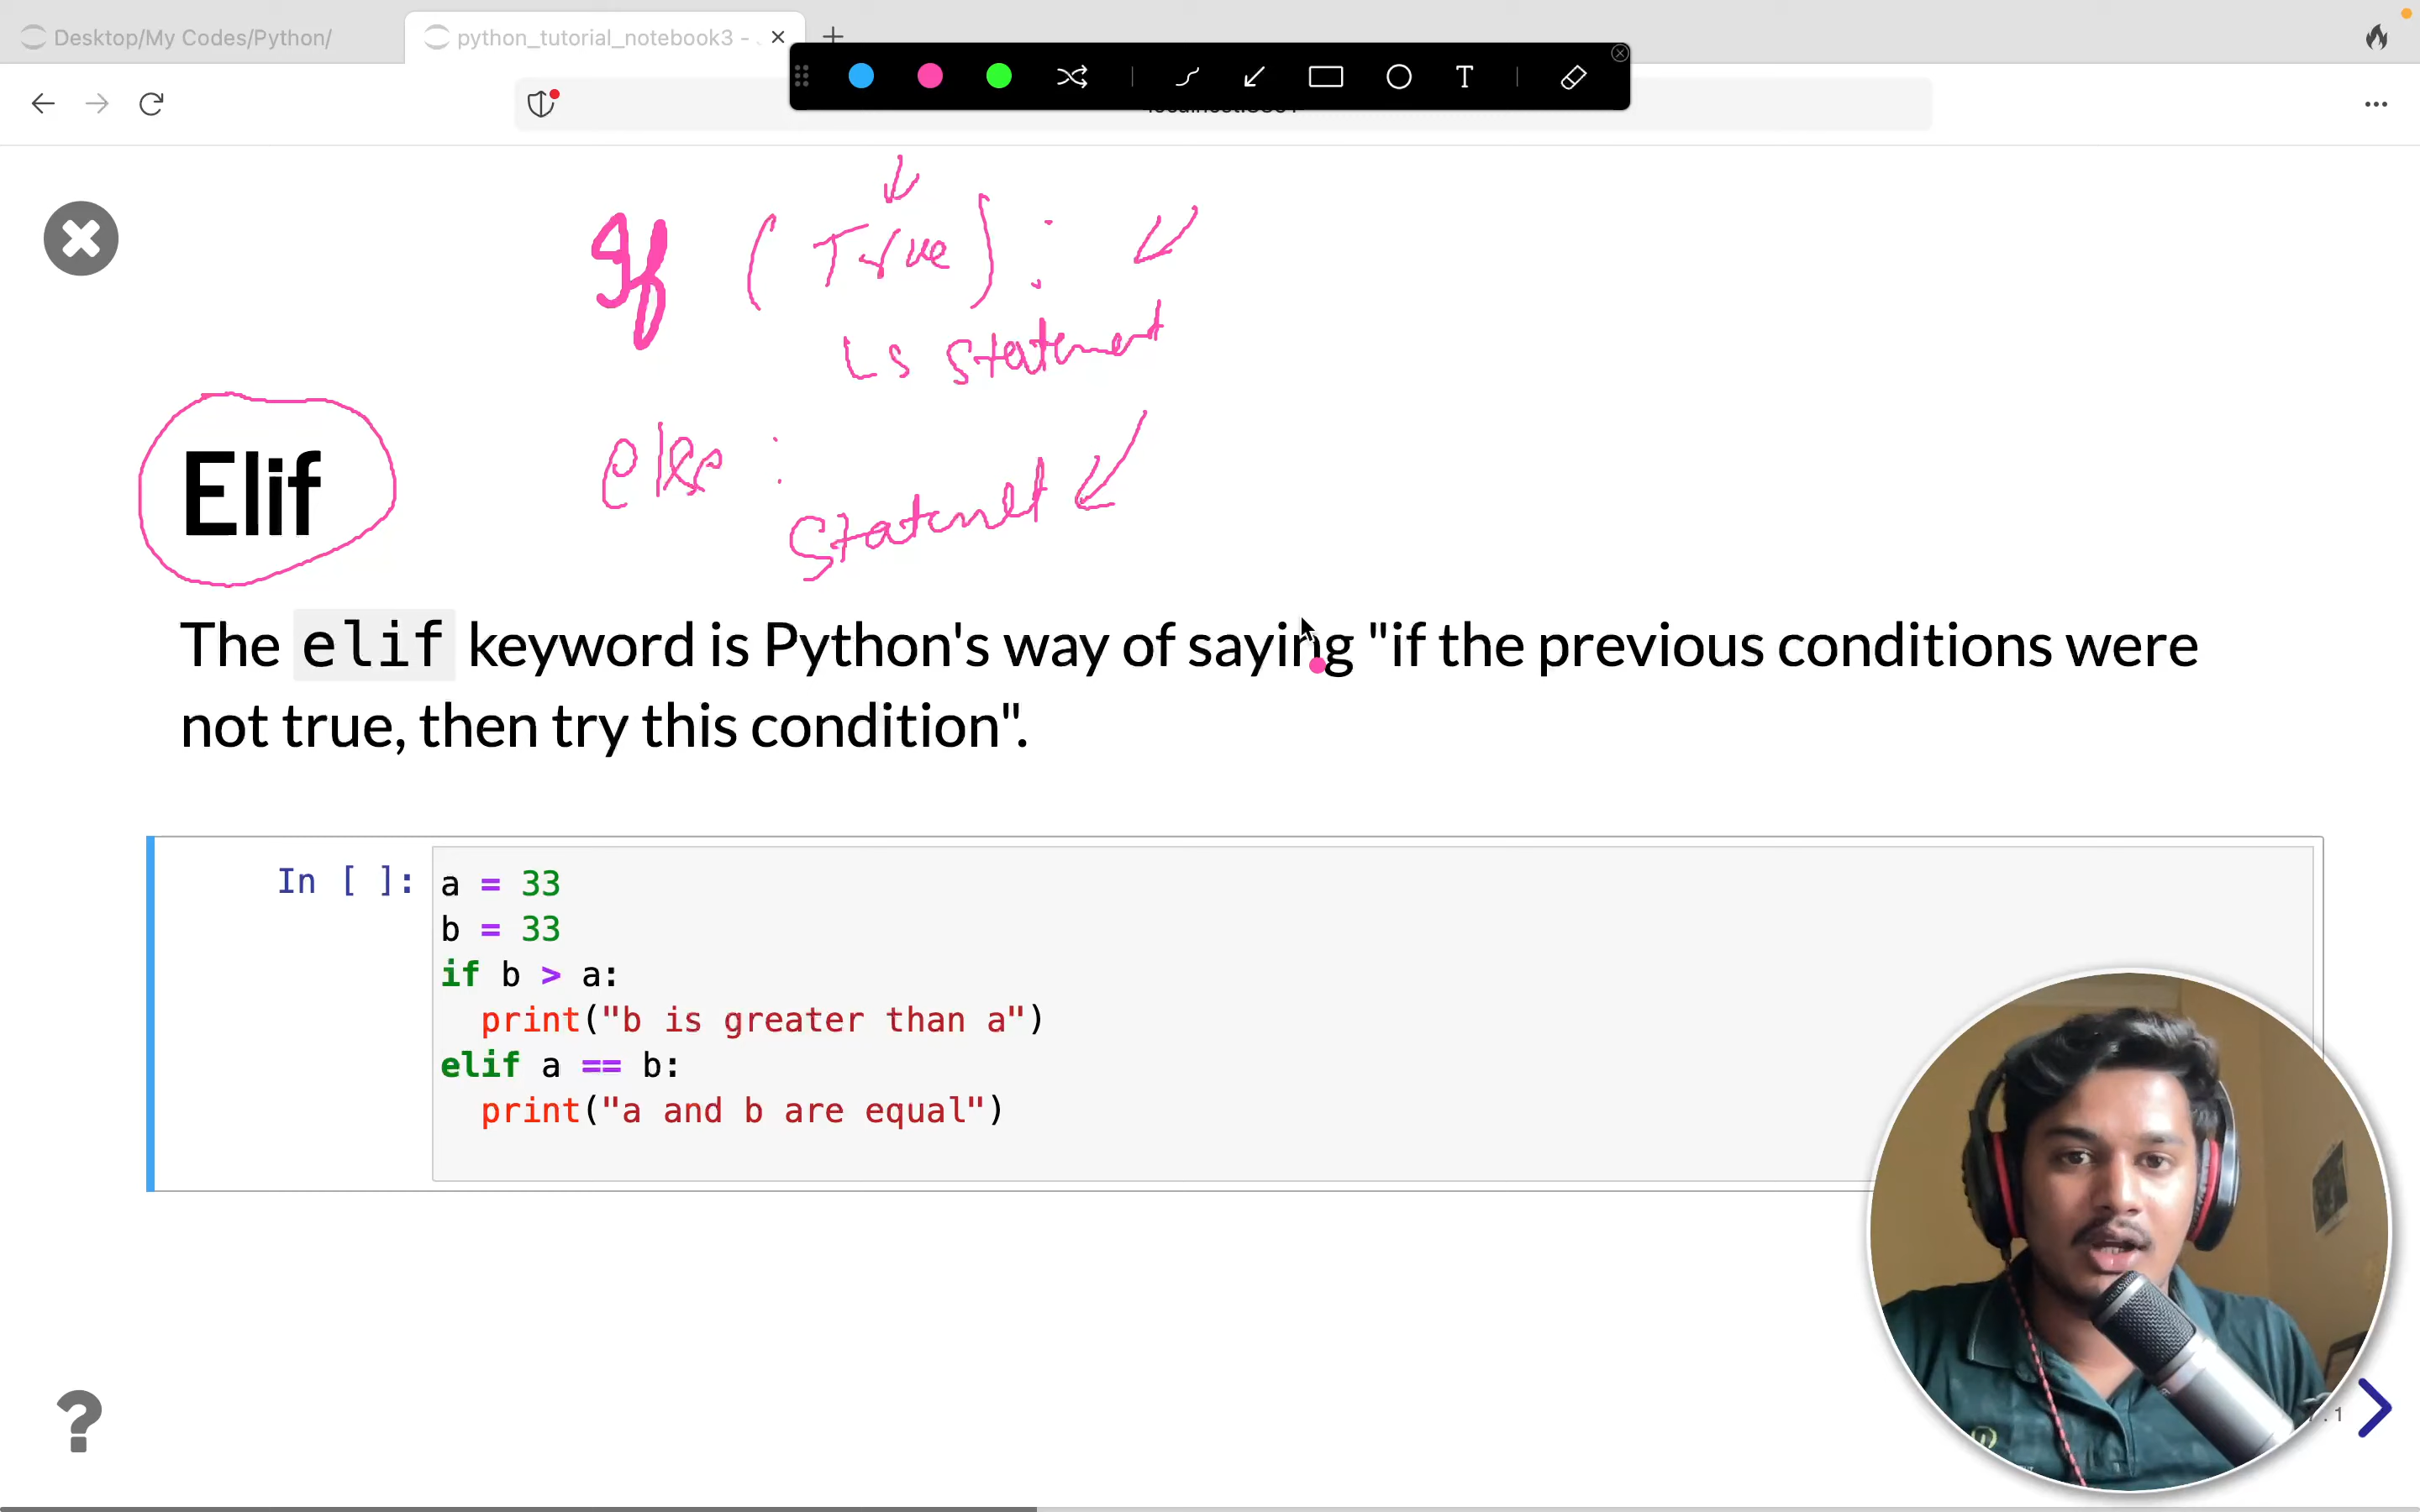 Desktop/My Codes/Python/
python_tutorial_notebook3 -
If (True):
Ls statement
else :
Statemet
Elif
The elif keyword is Python's way of saying "if the previous conditions were
not true, then try this condition".
In [ ]:
a = 33
b = 33
if b > a:
print("b is greater than a")
elif a == b:
print("a and b are equal")